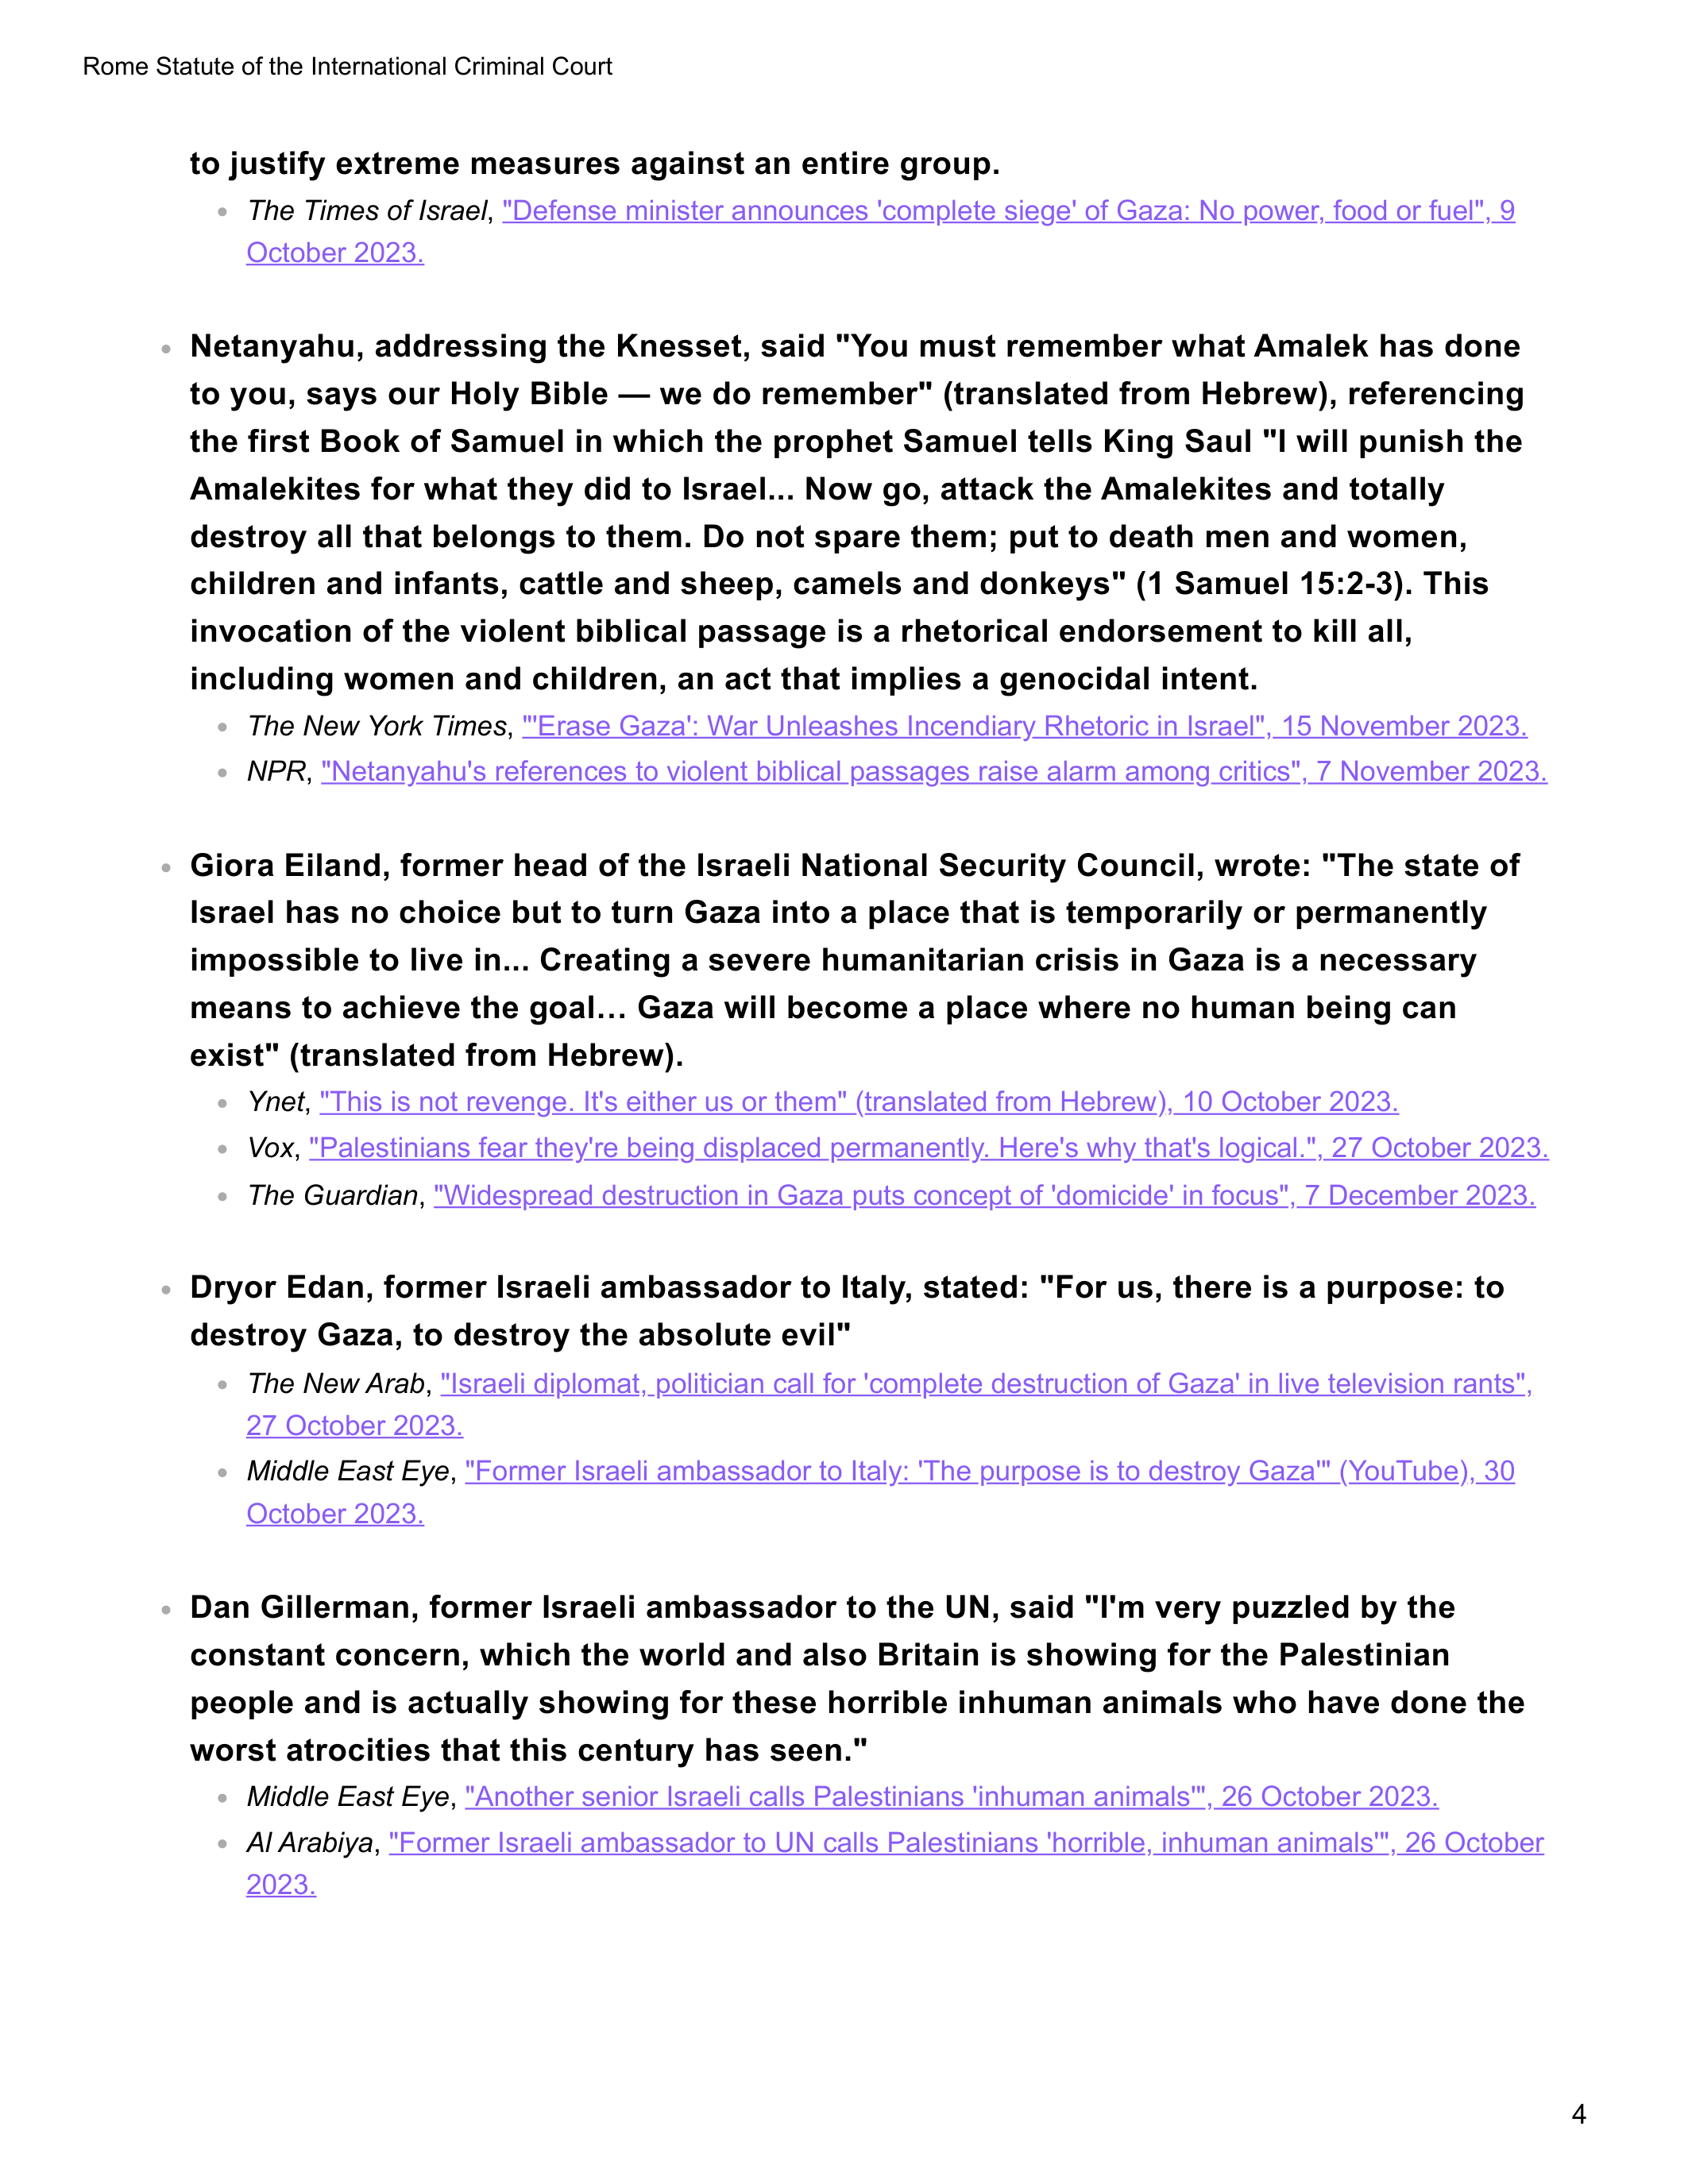 Rome Statute of the International Criminal Court
to justify extreme measures against an entire group.
The Times of Israel, "Defense minister announces 'complete siege' of Gaza: No power, food or fuel", 9
October 2023.
Netanyahu, addressing the Knesset, said "You must remember what Amalek has done
to you, says our Holy Bible — we do remember" (translated from Hebrew), referencing
the first Book of Samuel in which the prophet Samuel tells King Saul "I will punish the
Amalekites for what they did to Israel... Now go, attack the Amalekites and totally
destroy all that belongs to them. Do not spare them; put to death men and women,
children and infants, cattle and sheep, camels and donkeys" (1 Samuel 15:2-3). This
invocation of the violent biblical passage is a rhetorical endorsement to kill all,
including women and children, an act that implies a genocidal intent.
The New York Times, "'Erase Gaza': War Unleashes Incendiary Rhetoric in Israel", 15 November 2023.
NPR, "Netanyahu's references to violent biblical passages raise alarm among critics", 7 November 2023.
Giora Eiland, former head of the Israeli National Security Council, wrote: "The state of
Israel has no choice but to turn Gaza into a place that is temporarily or permanently
impossible to live in... Creating a severe humanitarian crisis in Gaza is a necessary
means to achieve the goal… Gaza will become a place where no human being can
exist" (translated from Hebrew).
Ynet, "This is not revenge. It's either us or them" (translated from Hebrew), 10 October 2023.
Vox, "Palestinians fear they're being displaced permanently. Here's why that's logical.", 27 October 2023.
The Guardian, "Widespread destruction in Gaza puts concept of 'domicide' in focus", 7 December 2023.
Dryor Edan, former Israeli ambassador to Italy, stated: "For us, there is a purpose: to
destroy Gaza, to destroy the absolute evil"
The New Arab, "Israeli diplomat, politician call for 'complete destruction of Gaza' in live television rants",
27 October 2023.
Middle East Eye, "Former Israeli ambassador to Italy: 'The purpose is to destroy Gaza'" (YouTube), 30
October 2023.
Dan Gillerman, former Israeli ambassador to the UN, said "I'm very puzzled by the
constant concern, which the world and also Britain is showing for the Palestinian
people and is actually showing for these horrible inhuman animals who have done the
worst atrocities that this century has seen."
Middle East Eye, "Another senior Israeli calls Palestinians 'inhuman animals'", 26 October 2023.
Al Arabiya, "Former Israeli ambassador to UN calls Palestinians 'horrible, inhuman animals'", 26 October
2023.
4